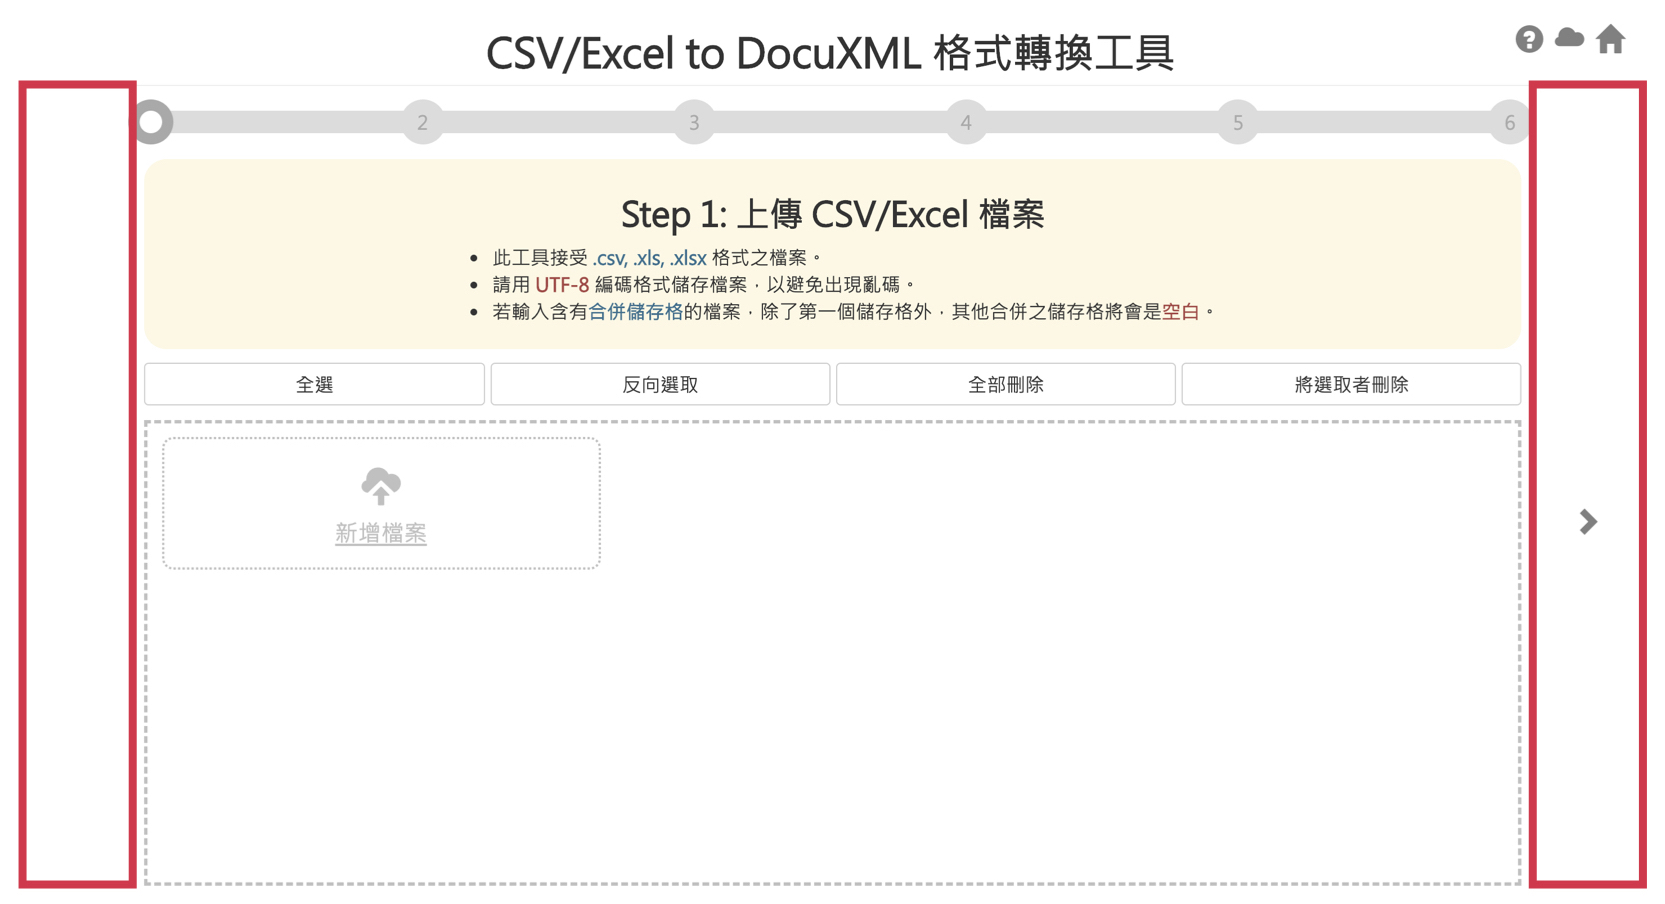 CSV/Excel to DocuXML 格式轉換工具
2 3 4 5 6
Step 1: 上傳 CSV/Excel 檔案
此工具接受 .csv, .xls, .xlsx 格式之檔案。
請用 UTF-8 編碼格式儲存檔案，以避免出現亂碼。
若輸入含有合併儲存格的檔案，除了第一個儲存格外，其他合併之儲存格將會是空白。
全選 反向選取 全部刪除 將選取者刪除
新增檔案